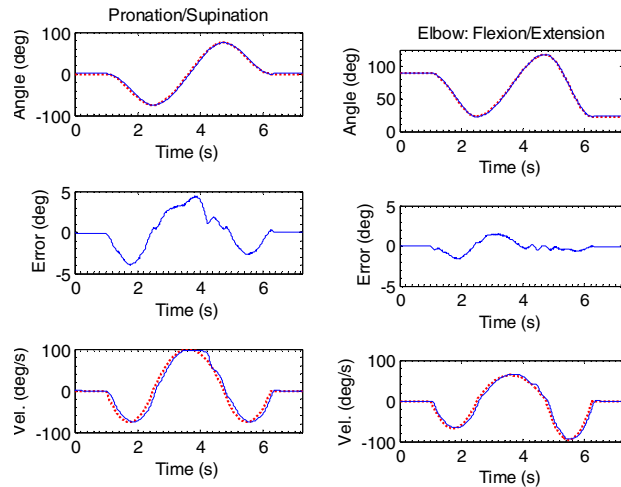 Pronation/Supination
Angle (deg)
100
0
-100
0 2 4 6
Time (s)
Error (deg)
5
0
-5
0 2 4 6
Vel. (deg/s)
100
0
-100
0 2 4 6
Time (s)
Elbow: Flexion/Extension
Angle (deg)
100
50
0
0 2 4 6
Time (s)
Error (deg)
5
0
-5
0 2 4 6
Vel. (deg/s)
100
0
-100
0 2 4 6
Time (s)